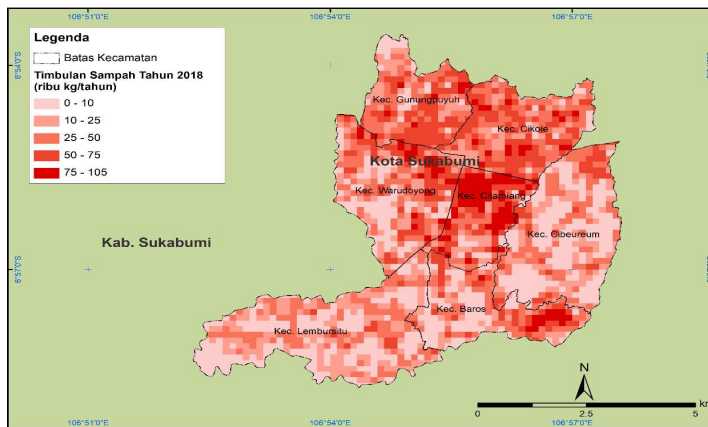 106°51'0"E
106°54'0"E
106°57'0"E
Legenda
Batas Kecamatan
Timbulan Sampah Tahun 2018
(ribu kg/tahun)
0 - 10
10 - 25
25 - 50
50 - 75
75 - 105
6°54'0"S
Kec. Gunungpuyuh
Kec. Cikole
Kota Sukabumi
Kec. Warudoyong
Kec. Citamiang
Kec. Cibeureum
Kab. Sukabumi
6°57'0"S
Kec. Baros
Kec. Lembursitu
N
0
2.5
5
106°51'0"E
106°54'0"E
106°57'0"E